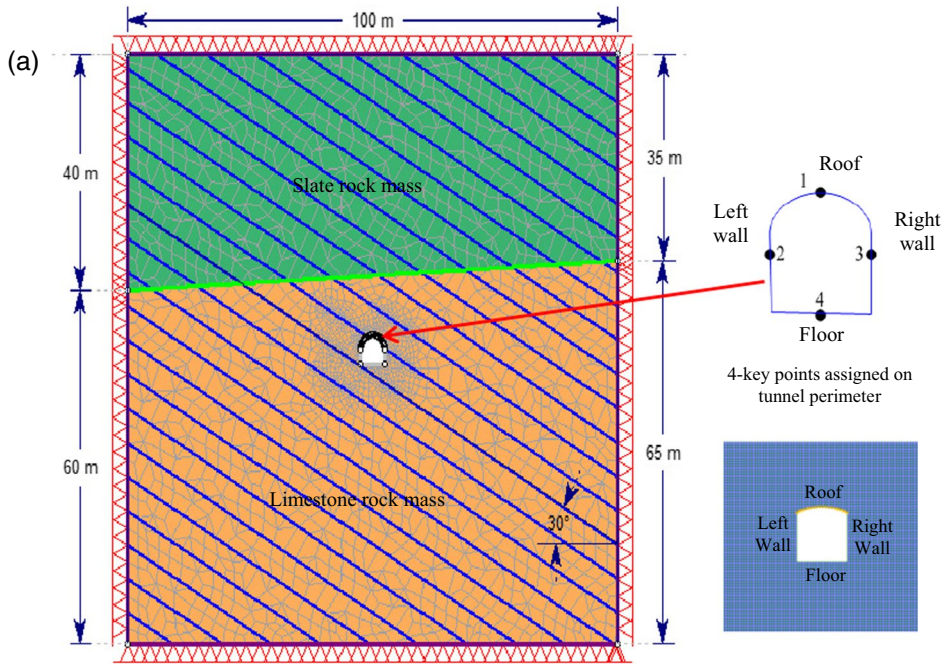 100 m
(a)
40 m
35 m
Slate rock mass
1
Roof
Left
wall
Right
wall
2
3
4
Floor
4-key points assigned on
tunnel perimeter
60 m
65 m
Limestone rock mass
30°
Roof
Left
Wall
Right
Wall
Floor